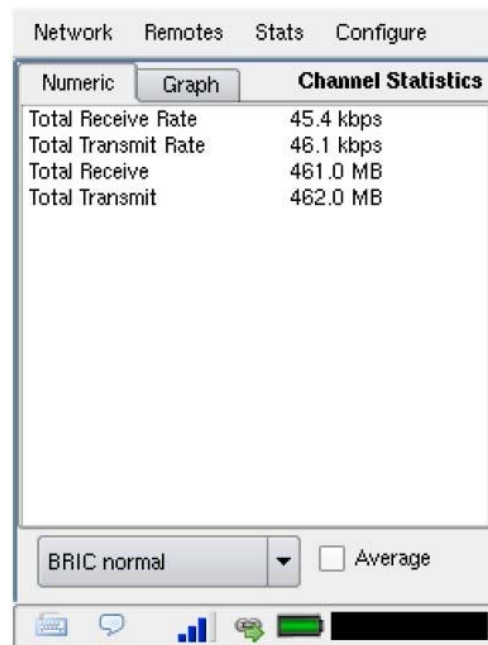 Network Remotes Stats Configure
Numeric Graph Channel Statistics
Total Receive Rate 45.4 kbps
Total Transmit Rate 46.1 kbps
Total Receive 461.0 MB
Total Transmit 462.0 MB
BRIC normal Average